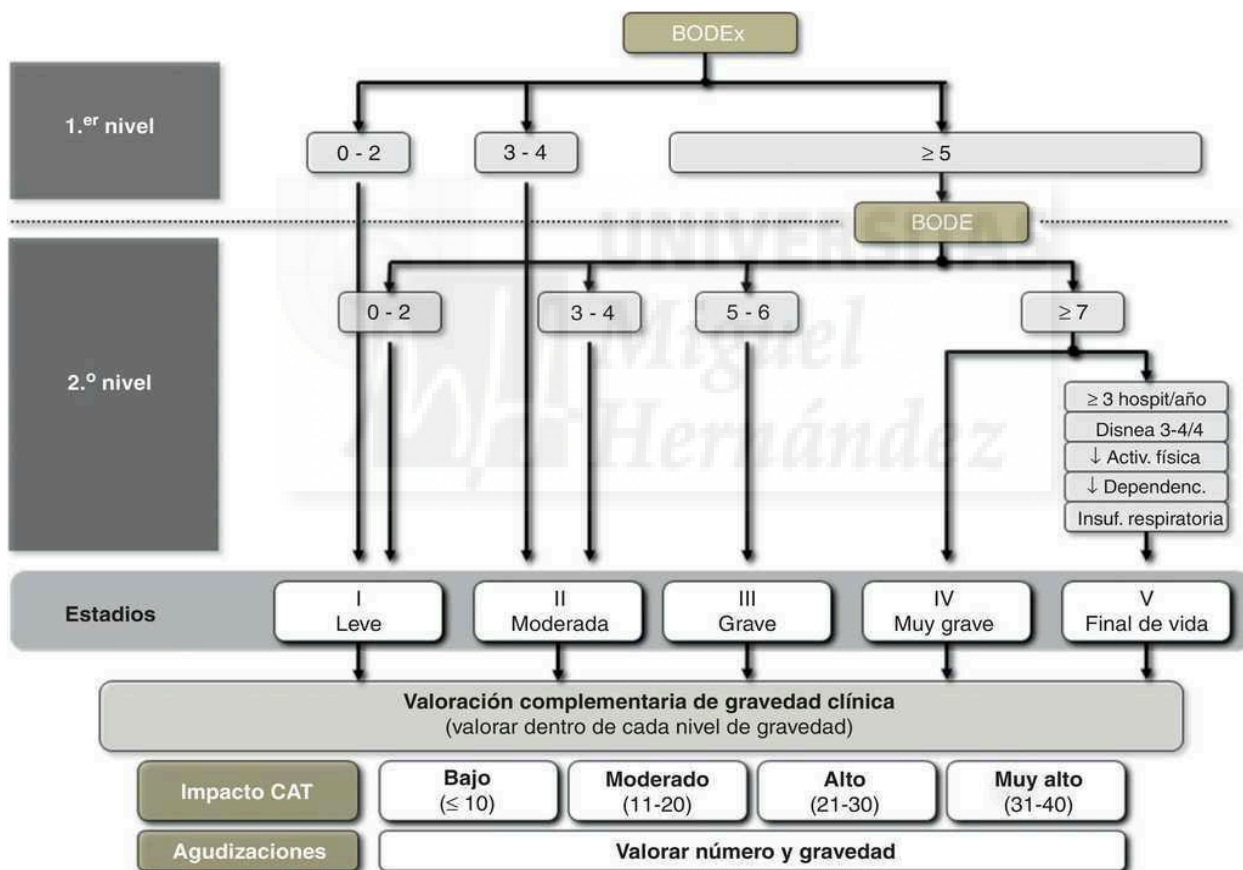 BODEx
1.er nivel
0 - 2
3 - 4
≥ 5
BODE
UNIVERSITAS
Miguel
Hernández
2.º nivel
0 - 2
3 - 4
5 - 6
≥ 7
≥ 3 hospit/año
Disnea 3-4/4
↓ Activ. física
↓ Dependenc.
Insuf. respiratoria
Estadios
I
Leve
II
Moderada
III
Grave
IV
Muy grave
V
Final de vida
Valoración complementaria de gravedad clínica
(valorar dentro de cada nivel de gravedad)
Impacto CAT
Bajo
(≤ 10)
Moderado
(11-20)
Alto
(21-30)
Muy alto
(31-40)
Agudizaciones
Valorar número y gravedad